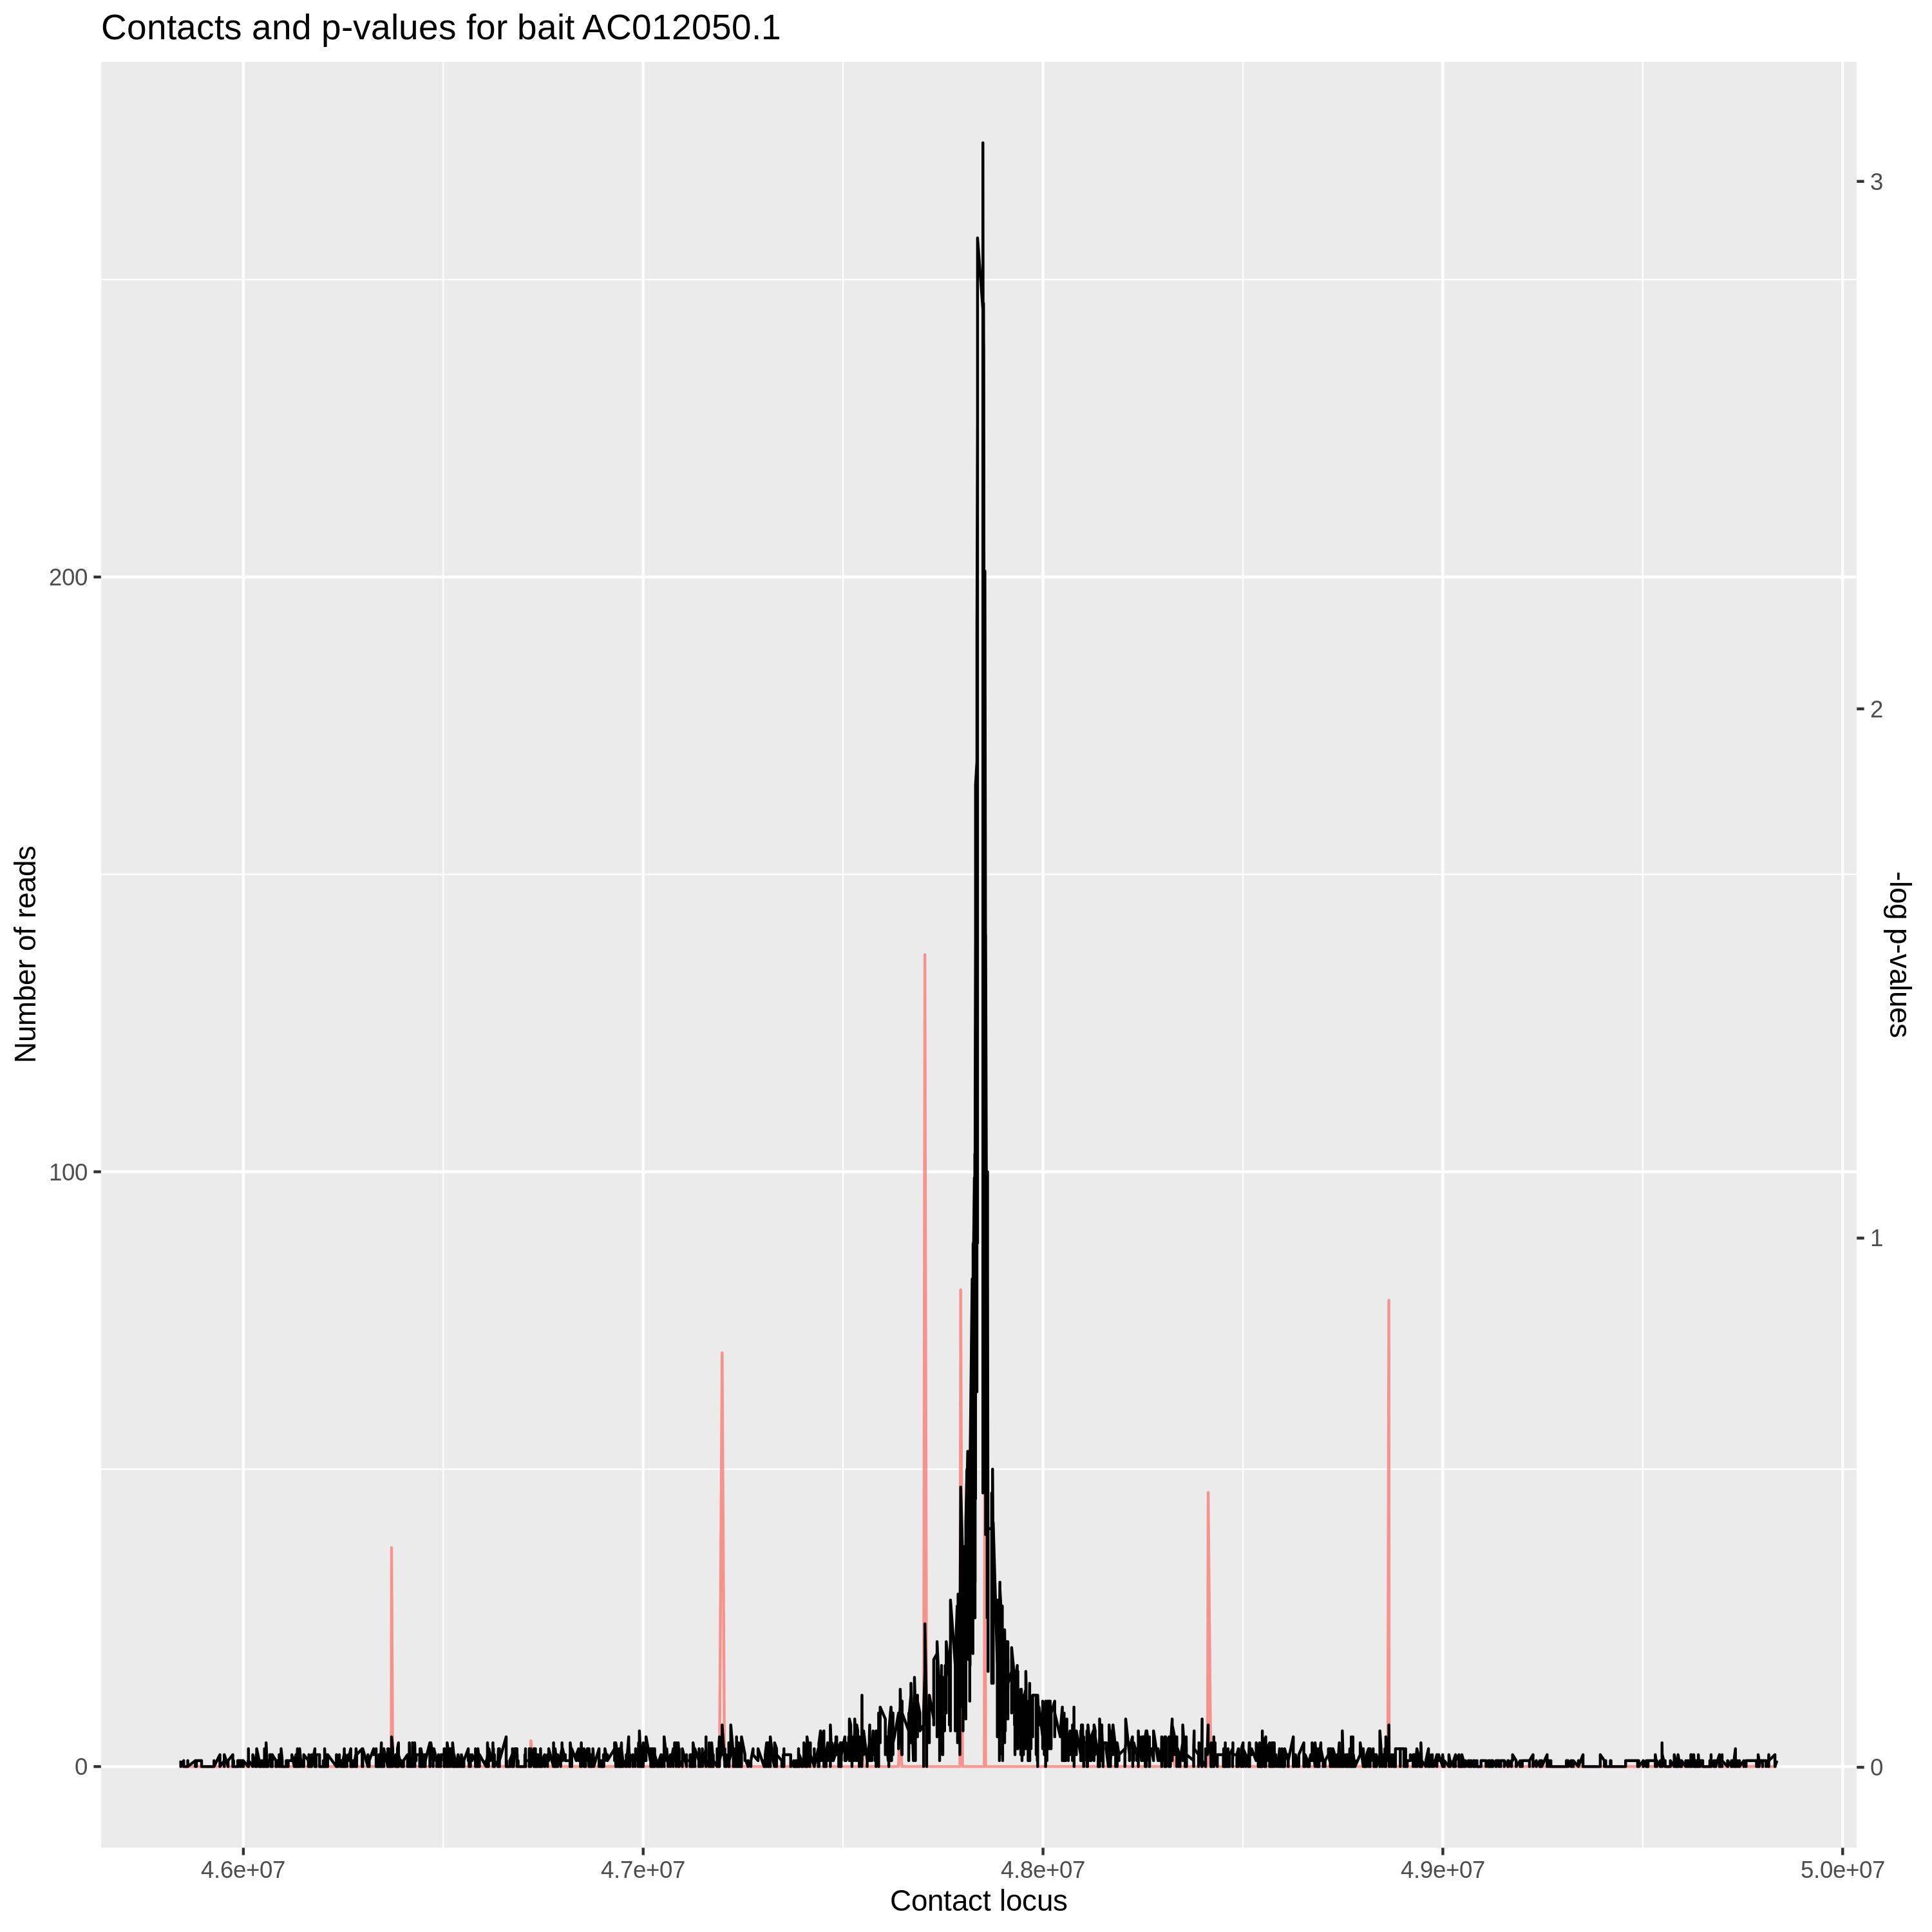 Contacts and p-values for bait AC012050.1
Number of reads
200
100
0
3
2
1
0
-log p-values
4.6e+07
4.7e+07
4.8e+07
4.9e+07
5.0e+07
Contact locus